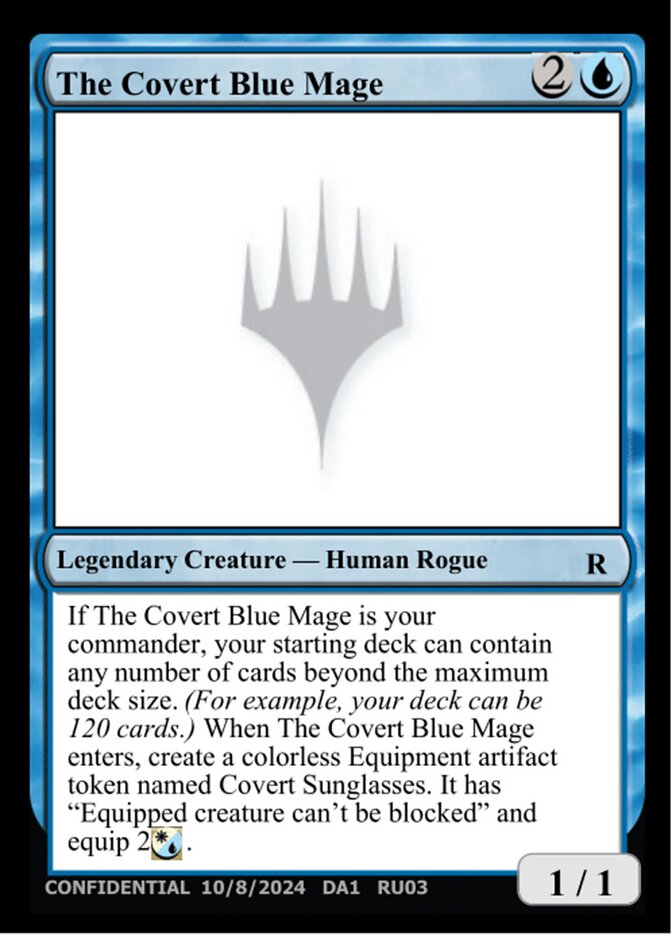 The Covert Blue Mage 2
Legendary Creature — Human Rogue R
If The Covert Blue Mage is your
commander, your starting deck can contain
any number of cards beyond the maximum
deck size. (For example, your deck can be
120 cards.) When The Covert Blue Mage
enters, create a colorless Equipment artifact
token named Covert Sunglasses. It has
“Equipped creature can’t be blocked” and
equip 2 .
CONFIDENTIAL 10/8/2024 DA1 RU03
1 / 1